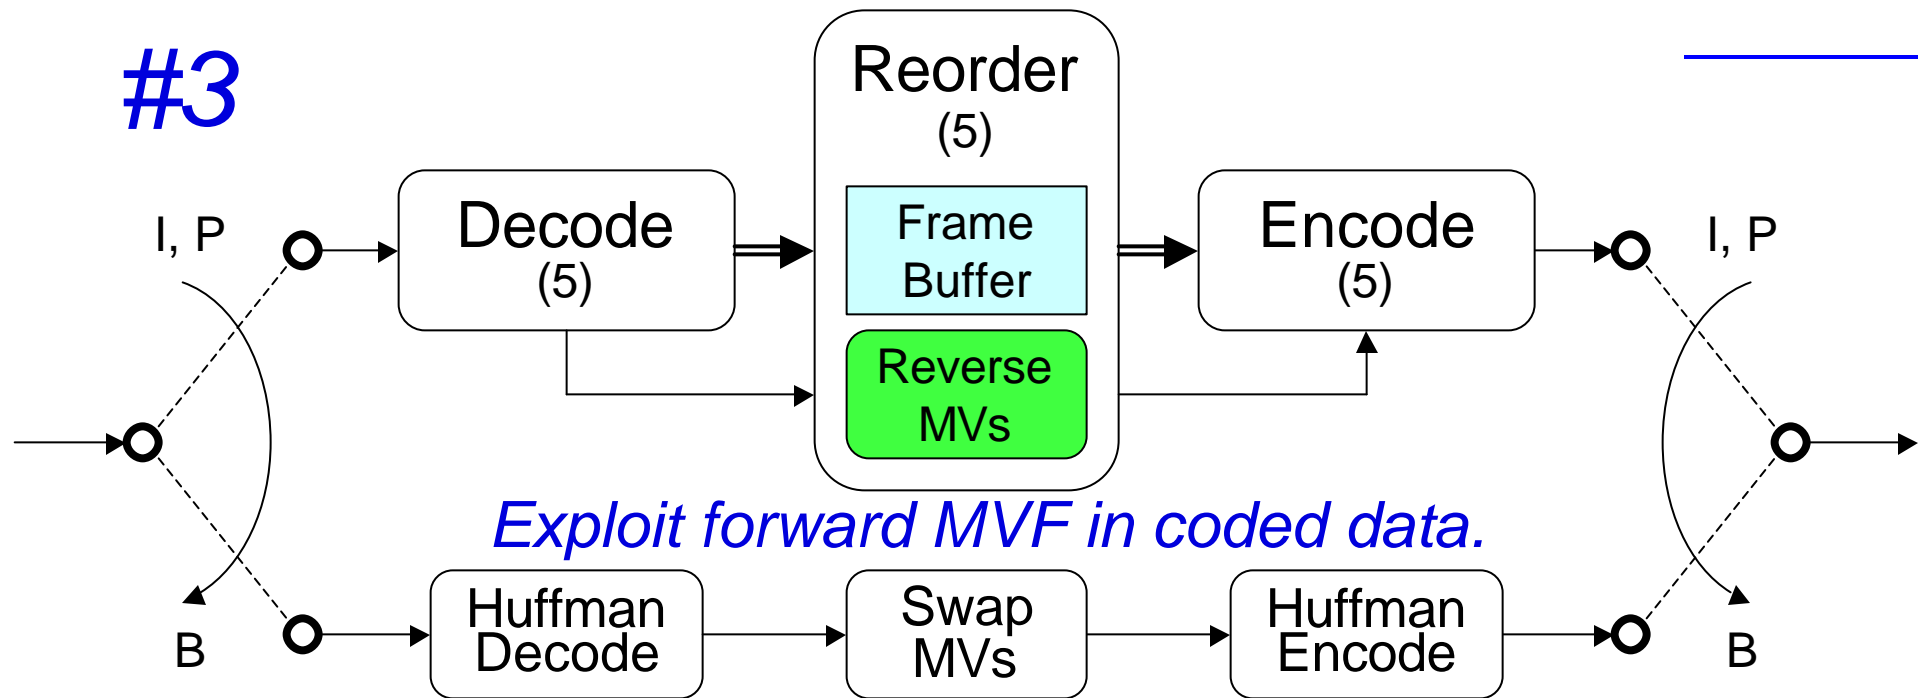 #3
Reorder
(5)
I, P
Decode
(5)
Frame
Buffer
Encode
(5)
I, P
Reverse
MVs
Exploit forward MVF in coded data.
B
Huffman
Decode
Swap
MVs
Huffman
Encode
B